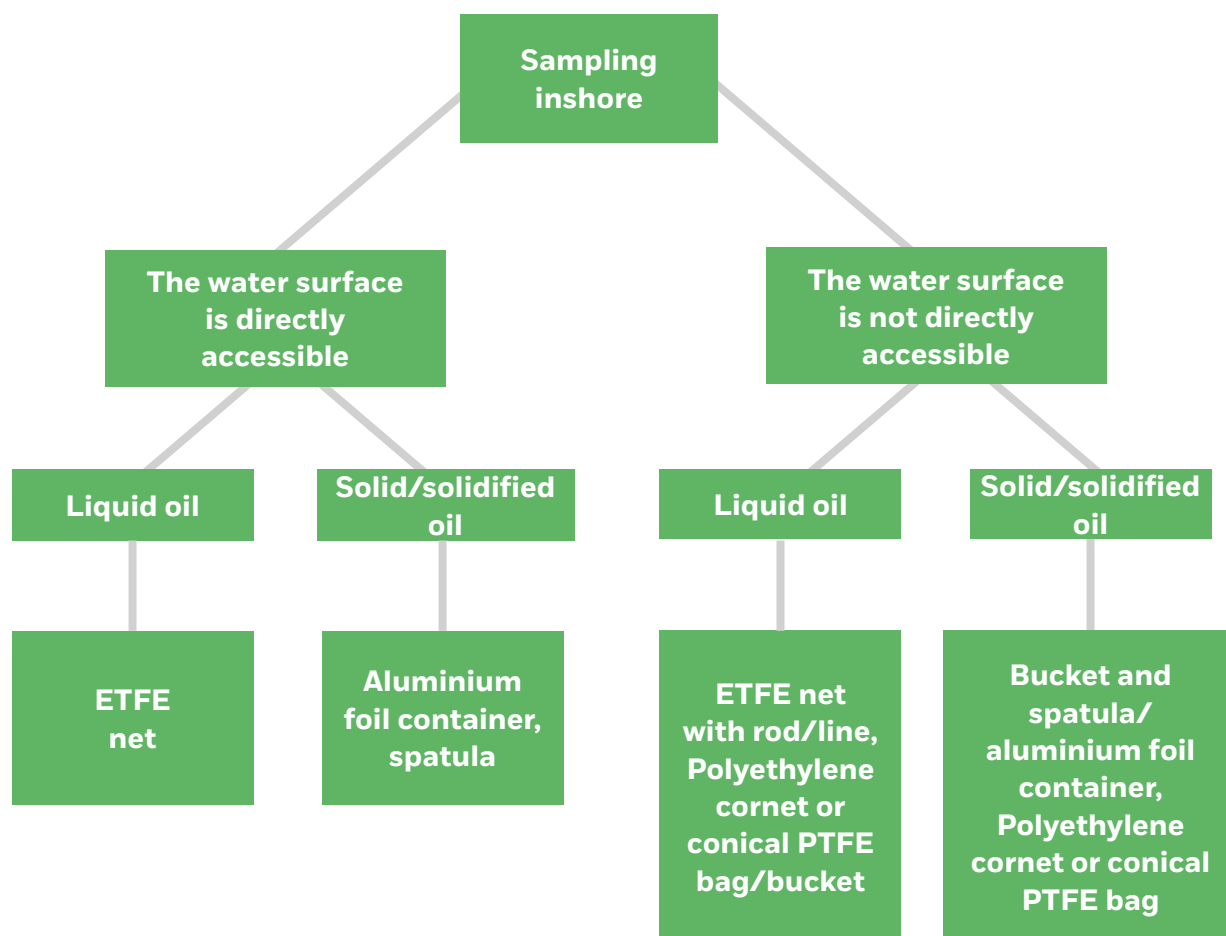 Sampling
inshore
The water surface
is directly
accessible
The water surface
is not directly
accessible
Liquid oil
Solid/solidified
oil
Liquid oil
Solid/solidified
oil
ETFE
net
Aluminium
foil container,
spatula
ETFE net
with rod/line,
Polyethylene
cornet or
conical PTFE
bag/bucket
Bucket and
spatula/
aluminium foil
container,
Polyethylene
cornet or conical
PTFE bag